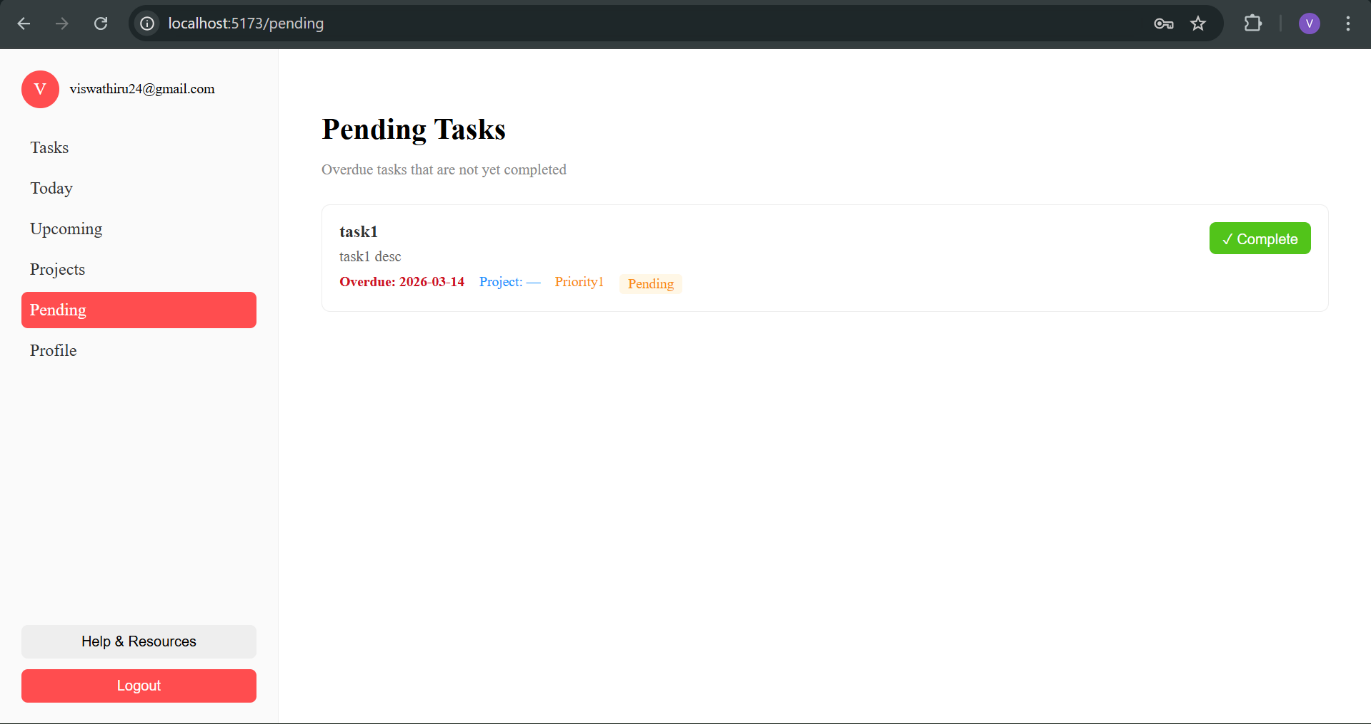 localhost:5173/pending
V
V
viswathiru24@gmail.com
Tasks
Today
Upcoming
Projects
Pending
Profile
Help & Resources
Logout
Pending Tasks
Overdue tasks that are not yet completed
task1
✓ Complete
task1 desc
Overdue: 2026-03-14 Project: — Priority1 Pending